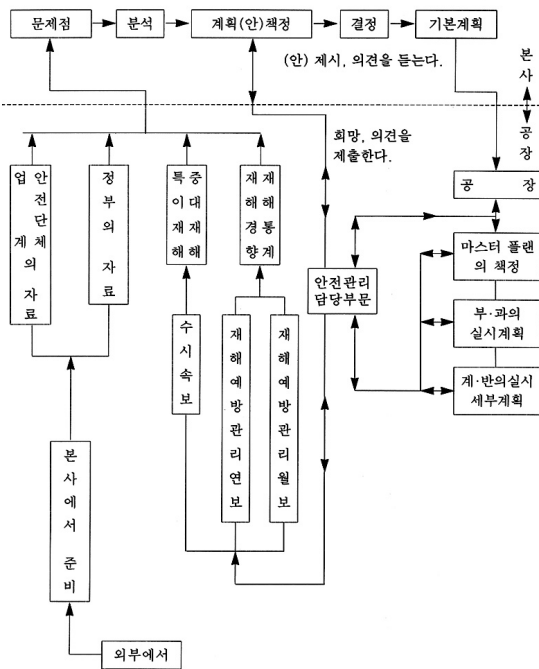 문제점
분석
계획(안)책정
결정
기본계획
(안) 제시, 의견을 듣는다.
본사
공장
희망, 의견을
제출한다.
안전단체
업계의 자료
정부의 자료
중대재해
특이재해
재해통계
재해경향
공 장
마스터 플랜
의 책정
안전관리
담당부문
부·과의
실시계획
계·반의실시
세부계획
수시속보
재해예방관리연보
재해예방관리월보
본사에서 준비
외부에서